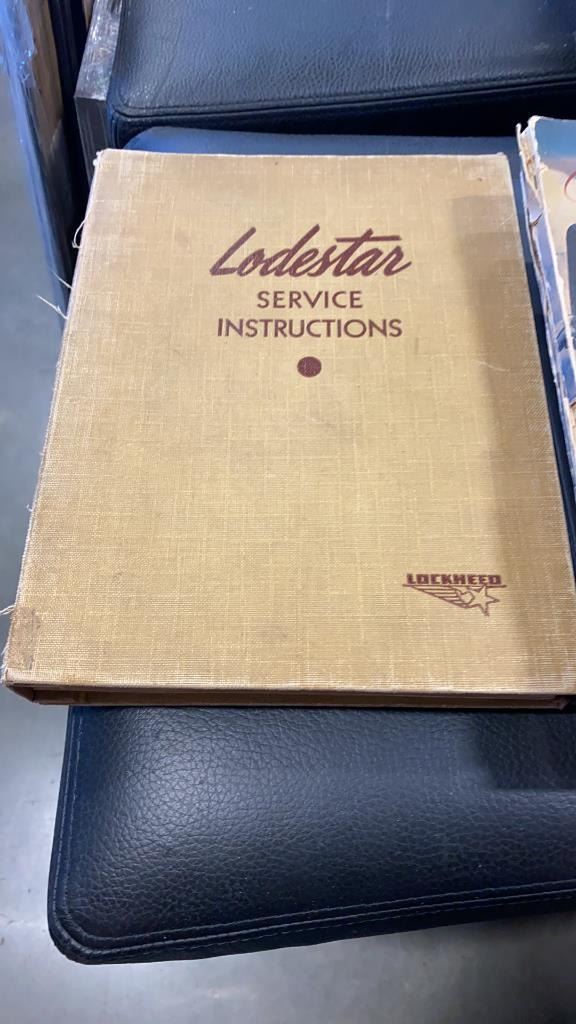 Lodestar
SERVICE
INSTRUCTIONS
LOCKHEED